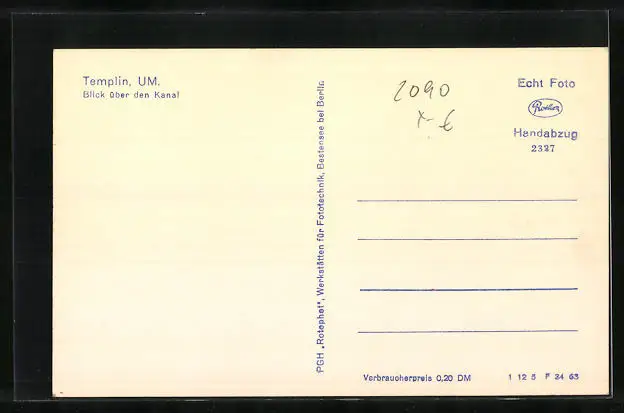 Templin, UM.
Blick über den Kanal
PGH „Rotophot", Werkstätten für Fototechnik, Bestensee bei Berlin
2090
Echt Foto
Handabzug
2327
Verbraucherpreis 0,20 DM
1 12 5 F 24 63